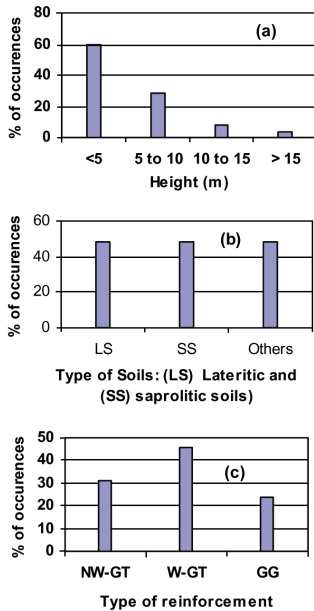 80
(a)
60
40
20
0
<5 5 to 10 10 to 15 > 15
Height (m)
% of occurences
60
(b)
40
20
0
LS SS Others
Type of Soils: (LS) Lateritic and
(SS) saprolitic soils)
% of occurences
50
40
(c)
30
20
10
0
NW-GT W-GT GG
Type of reinforcement
% of occurences